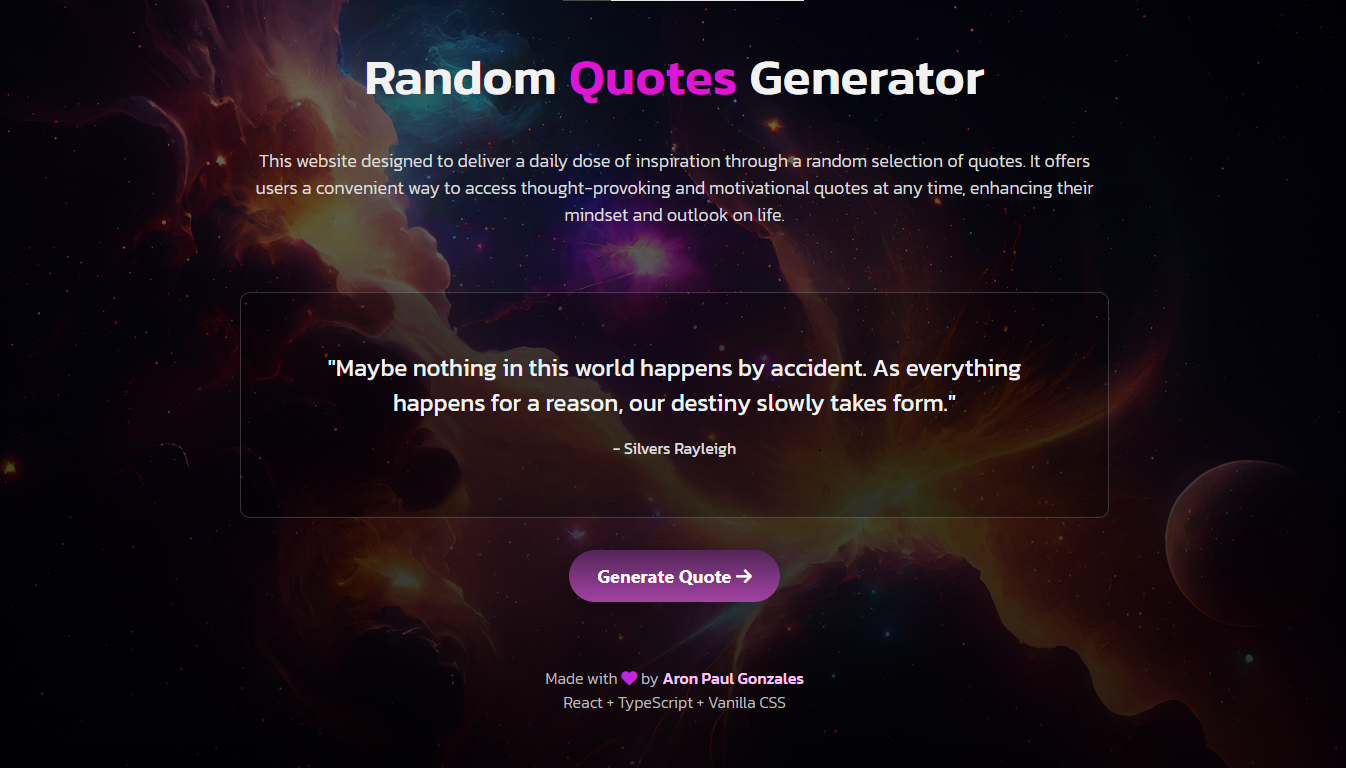 Random Quotes Generator
This website designed to deliver a daily dose of inspiration through a random selection of quotes. It offers
users a convenient way to access thought-provoking and motivational quotes at any time, enhancing their
mindset and outlook on life.
"Maybe nothing in this world happens by accident. As everything
happens for a reason, our destiny slowly takes form."
- Silvers Rayleigh
Generate Quote →
Made with 💜 by Aron Paul Gonzales
React + TypeScript + Vanilla CSS